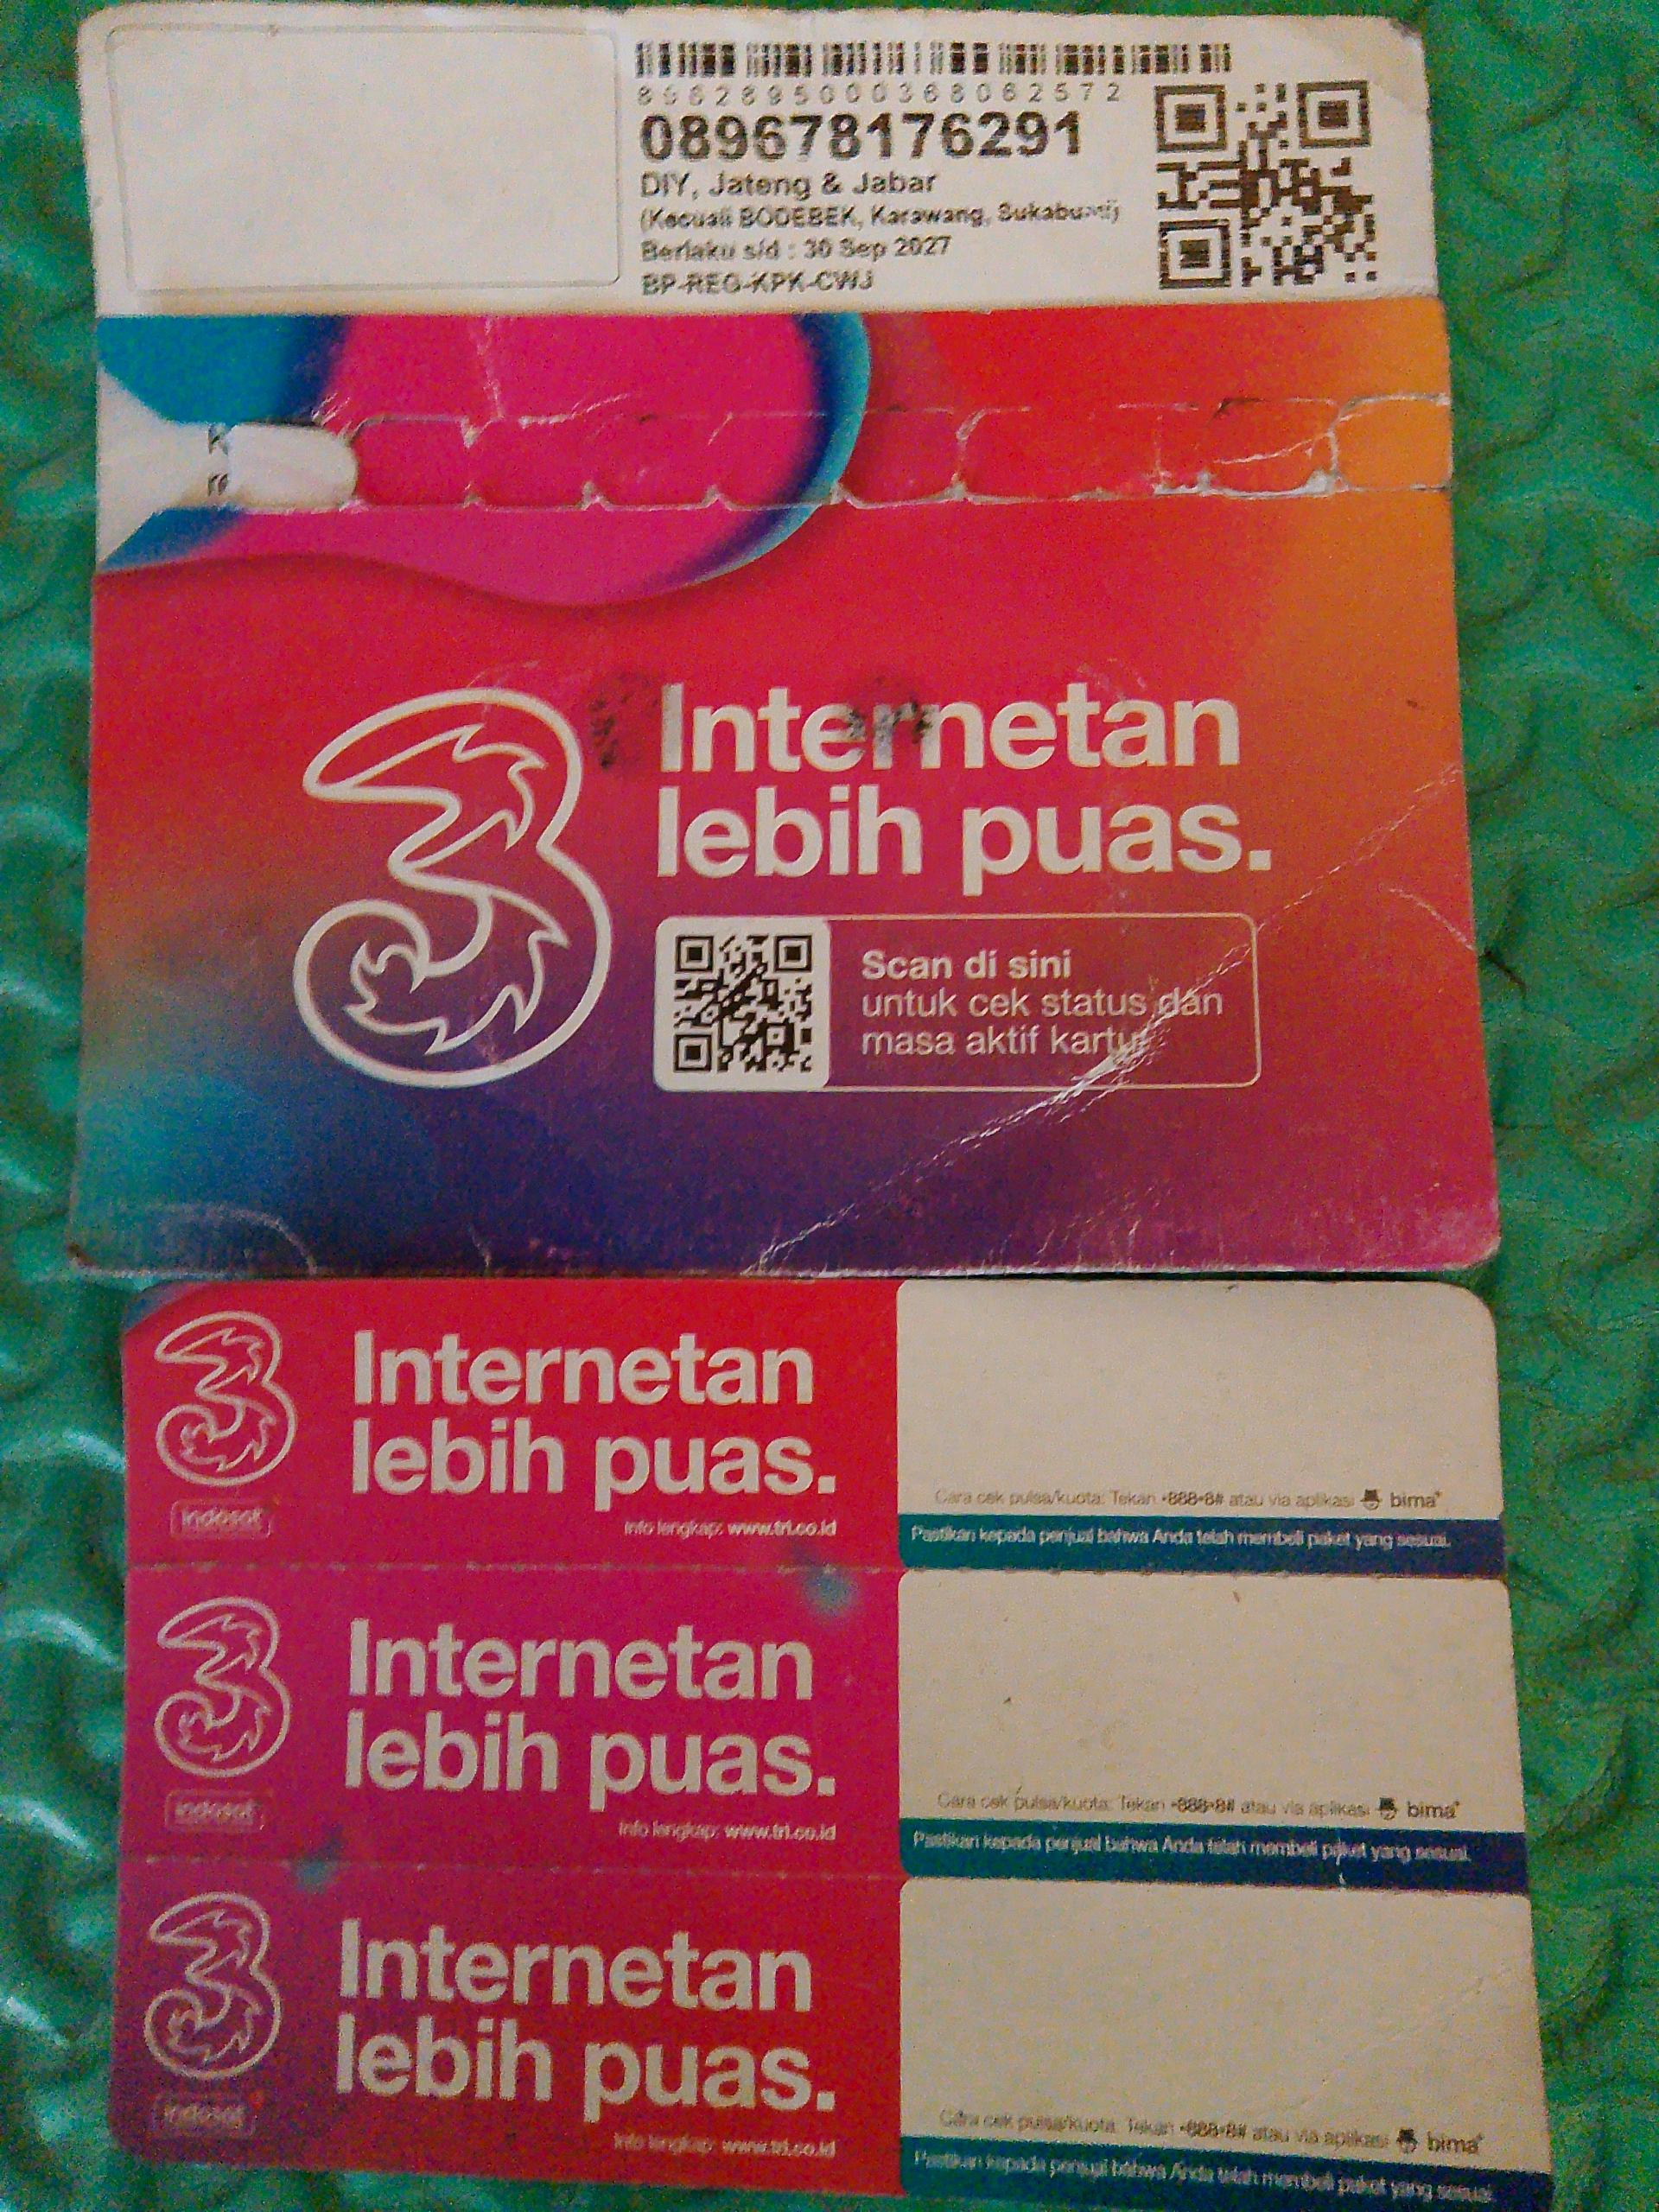 8962895000368062572
089678176291
DIY, Jateng & Jabar
(Kecuali BODEBEK, Karawang, Sukabumi)
Berlaku s/d : 30 Sep 2027
BP-REG-KPK-CWJ
3
Internetan
lebih puas.
Scan di sini
untuk cek status dan
masa aktif kartu
3
Internetan
lebih puas.
indosat
Info lengkap: www.tri.co.id
Cara cek pulsa/kuota: Tekan *888*8# atau via aplikasi bima+
Pastikan kepada penjual bahwa Anda telah membeli paket yang sesuai.
3
Internetan
lebih puas.
indosat
Info lengkap: www.tri.co.id
Cara cek pulsa/kuota: Tekan *888*8# atau via aplikasi bima+
Pastikan kepada penjual bahwa Anda telah membeli paket yang sesuai.
3
Internetan
lebih puas.
indosat
Info lengkap: www.tri.co.id
Cara cek pulsa/kuota: Tekan *888*8# atau via aplikasi bima+
Pastikan kepada penjual bahwa Anda telah membeli paket yang sesuai.